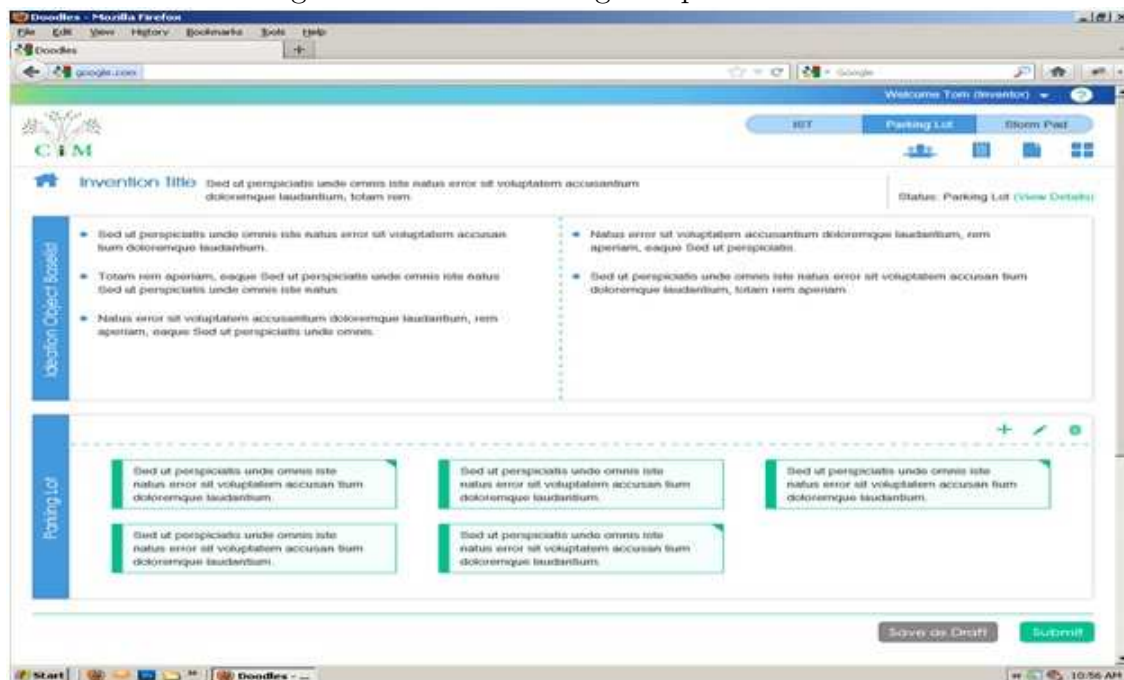 Doodles - Mozilla Firefox
File Edit View History Bookmarks Tools Help
Doodles
google.com
Google
Welcome Tom (Inventor)
?
IIST Parking Lot Storm Pad
CiM
Invention Title
Sed ut perspiciatis unde omnis iste natus error sit voluptatem accusantium
doloremque laudantium, totam rem
Status: Parking Lot (View Details)
Ideation Object Based
Sed ut perspiciatis unde omnis iste natus error sit voluptatem accusan
tium doloremque laudantium.
Totam rem aperiam, eaque Sed ut perspiciatis unde omnis iste natus
Sed ut perspiciatis unde omnis iste natus.
Natus error sit voluptatem accusantium doloremque laudantium, rem
aperiam, eaque Sed ut perspiciatis unde omnis.
Natus error sit voluptatem accusantium doloremque laudantium, rem
aperiam, eaque Sed ut perspiciatis.
Sed ut perspiciatis unde omnis iste natus error sit voluptatem accusan tium
doloremque laudantium, totam rem aperiam.
Parking Lot
Sed ut perspiciatis unde omnis iste
natus error sit voluptatem accusan tium
doloremque laudantium.
Sed ut perspiciatis unde omnis iste
natus error sit voluptatem accusan tium
doloremque laudantium.
Sed ut perspiciatis unde omnis iste
natus error sit voluptatem accusan tium
doloremque laudantium.
Sed ut perspiciatis unde omnis iste
natus error sit voluptatem accusan tium
doloremque laudantium.
Sed ut perspiciatis unde omnis iste
natus error sit voluptatem accusan tium
doloremque laudantium.
Save as Draft Submit
Start
Doodles - ...
10:56 AM